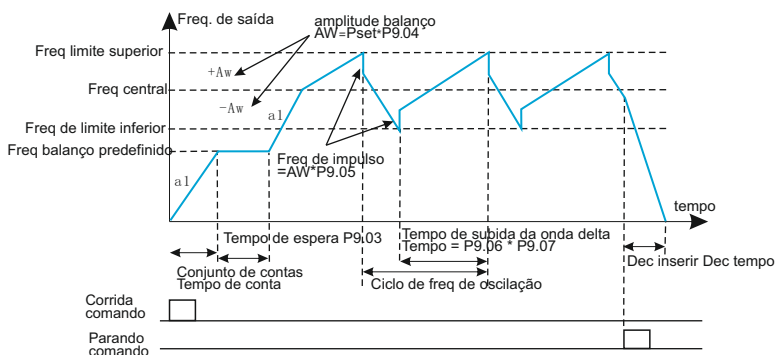 Freq. de saída
amplitude balanço
AW=Pset*P9.04
Freq limite superior
+Aw
Freq central
-Aw
a1
Freq de limite inferior
Freq balanço predefinido
Freq de impulso
=AW*P9.05
a1
tempo
Tempo de espera P9.03
Tempo de subida da onda delta
Tempo = P9.06 * P9.07
Conjunto de contas
Tempo de conta
Ciclo de freq de oscilação
Dec inserir Dec tempo
Corrida
comando
Parando
comando